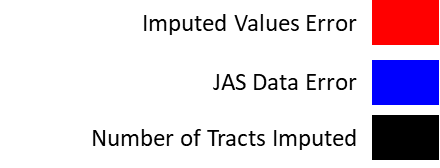 Imputed Values Error
JAS Data Error
Number of Tracts Imputed